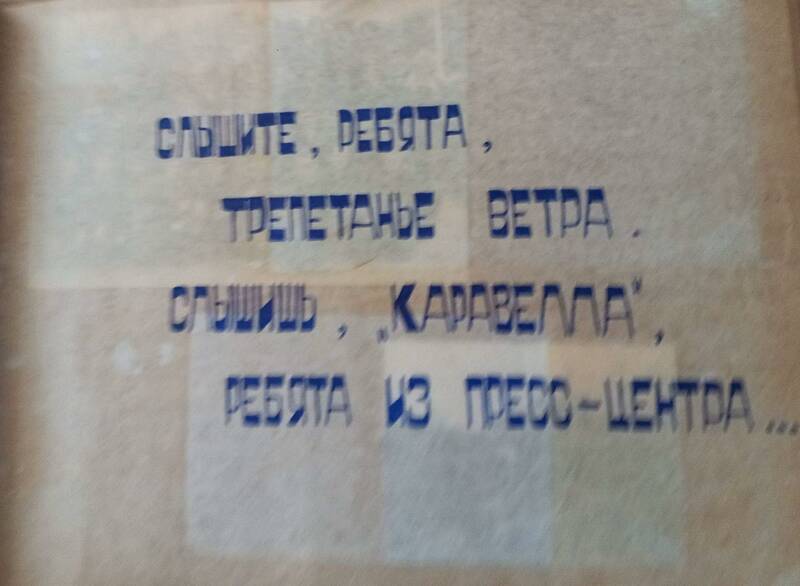 СЛЫШИТЕ, РЕБЯТА,
ТРЕПЕТАНЬЕ ВЕТРА.
СЛЫШИШЬ, „КАРАВЕЛЛА",
РЕБЯТА ИЗ ПРЕСС-ЦЕНТРА...